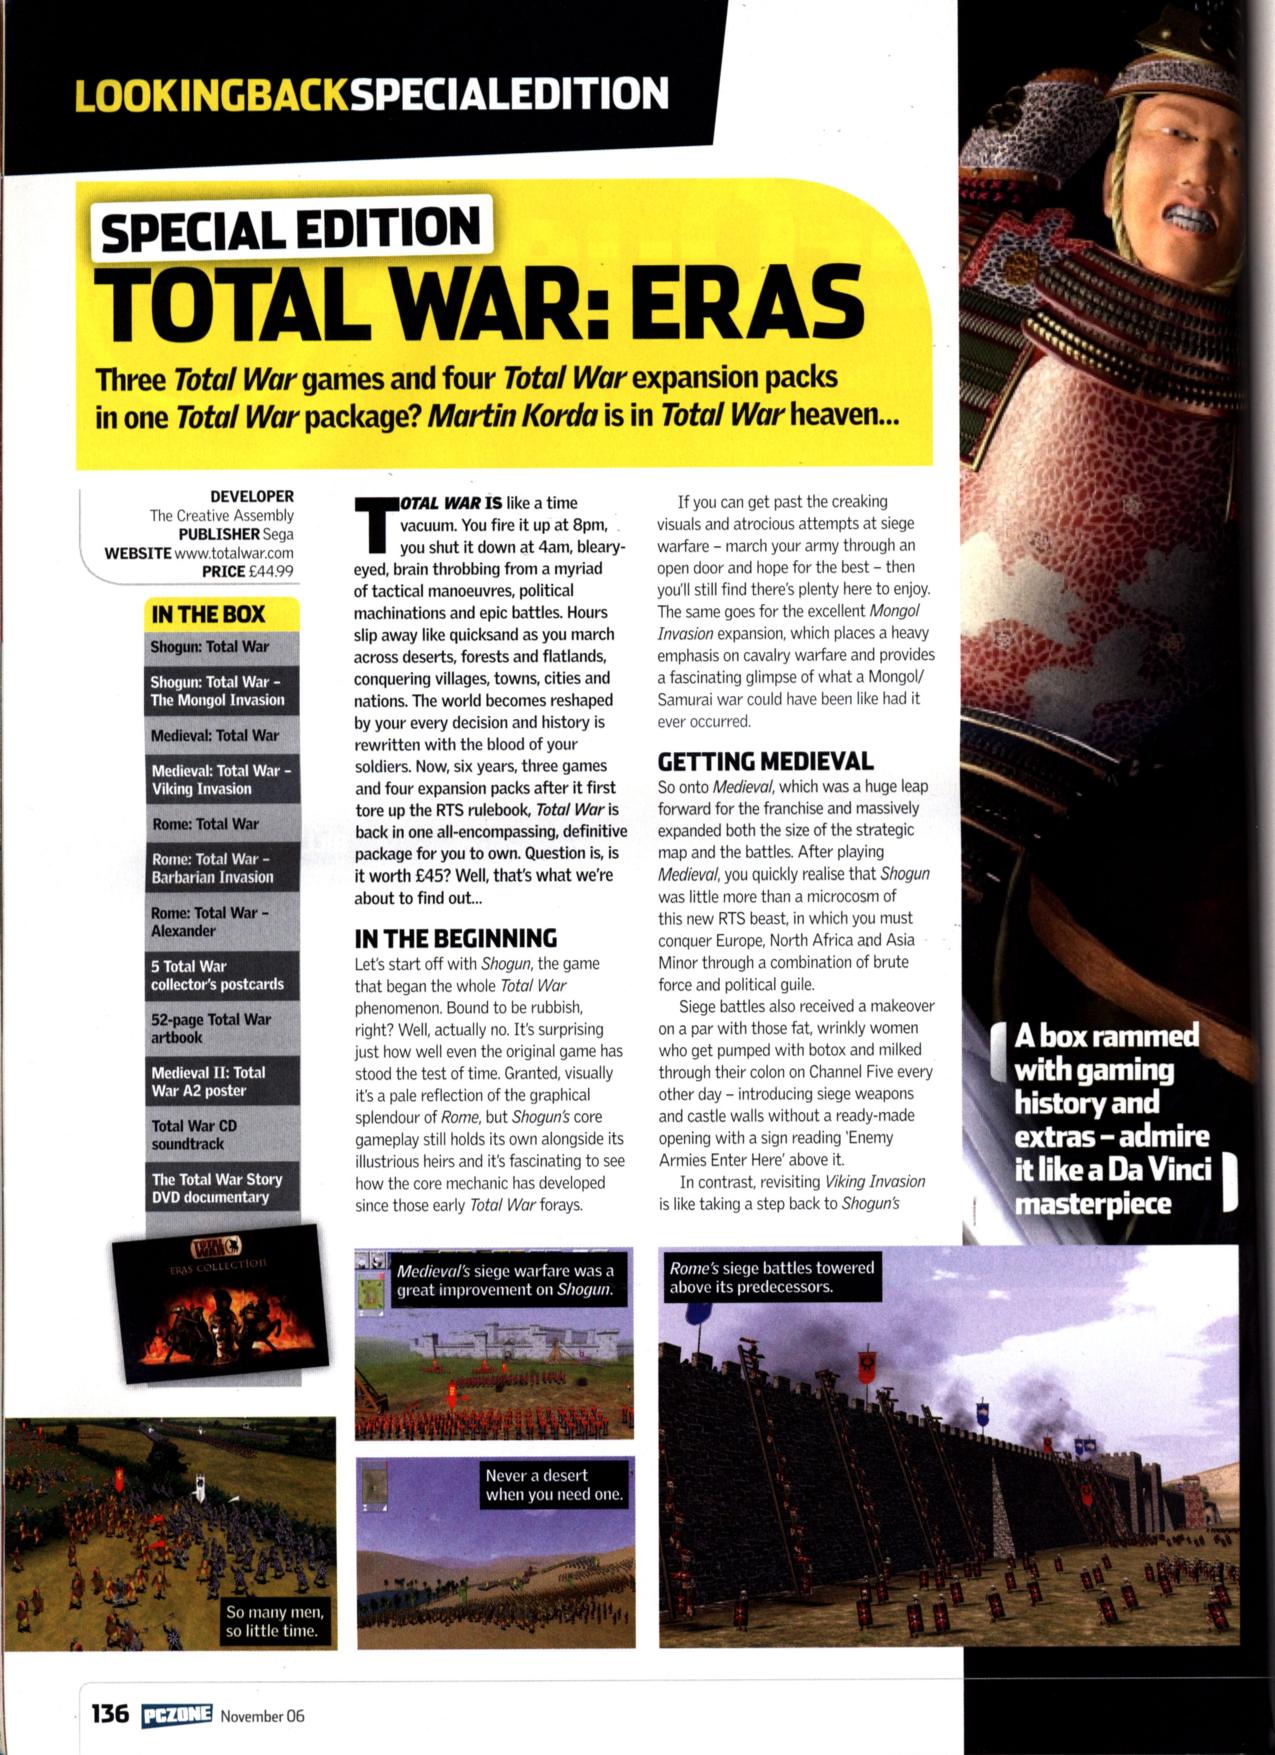 LOOKINGBACKSPECIALEDITION
SPECIAL EDITION
TOTAL WAR: ERAS
Three Total War games and four Total War expansion packs
in one Total War package? Martin Korda is in Total War heaven...
DEVELOPER
The Creative Assembly
PUBLISHER Sega
WEBSITE www.totalwar.com
PRICE £44.99
IN THE BOX
Shogun: Total War
Shogun: Total War –
The Mongol Invasion
Medieval: Total War
Medieval: Total War –
Viking Invasion
Rome: Total War
Rome: Total War –
Barbarian Invasion
Rome: Total War –
Alexander
5 Total War
collector's postcards
52-page Total War
artbook
Medieval II: Total
War A2 poster
Total War CD
soundtrack
The Total War Story
DVD documentary
TOTAL WAR
ERAS COLLECTION
TOTAL WAR IS like a time
vacuum. You fire it up at 8pm,
you shut it down at 4am, bleary-
eyed, brain throbbing from a myriad
of tactical manoeuvres, political
machinations and epic battles. Hours
slip away like quicksand as you march
across deserts, forests and flatlands,
conquering villages, towns, cities and
nations. The world becomes reshaped
by your every decision and history is
rewritten with the blood of your
soldiers. Now, six years, three games
and four expansion packs after it first
tore up the RTS rulebook, Total War is
back in one all-encompassing, definitive
package for you to own. Question is, is
it worth £45? Well, that's what we're
about to find out...
IN THE BEGINNING
Let's start off with Shogun, the game
that began the whole Total War
phenomenon. Bound to be rubbish,
right? Well, actually no. It's surprising
just how well even the original game has
stood the test of time. Granted, visually
it's a pale reflection of the graphical
splendour of Rome, but Shogun's core
gameplay still holds its own alongside its
illustrious heirs and it's fascinating to see
how the core mechanic has developed
since those early Total War forays.
If you can get past the creaking
visuals and atrocious attempts at siege
warfare – march your army through an
open door and hope for the best – then
you'll still find there's plenty here to enjoy.
The same goes for the excellent Mongol
Invasion expansion, which places a heavy
emphasis on cavalry warfare and provides
a fascinating glimpse of what a Mongol/
Samurai war could have been like had it
ever occurred.
GETTING MEDIEVAL
So onto Medieval, which was a huge leap
forward for the franchise and massively
expanded both the size of the strategic
map and the battles. After playing
Medieval, you quickly realise that Shogun
was little more than a microcosm of
this new RTS beast, in which you must
conquer Europe, North Africa and Asia
Minor through a combination of brute
force and political guile.
Siege battles also received a makeover
on a par with those fat, wrinkly women
who get pumped with botox and milked
through their colon on Channel Five every
other day – introducing siege weapons
and castle walls without a ready-made
opening with a sign reading 'Enemy
Armies Enter Here' above it.
In contrast, revisiting Viking Invasion
is like taking a step back to Shogun's
A box rammed
with gaming
history and
extras – admire
it like a Da Vinci
masterpiece
Medieval's siege warfare was a
great improvement on Shogun.
Rome's siege battles towered
above its predecessors.
Never a desert
when you need one.
So many men,
so little time.
136 PCZONE November 06